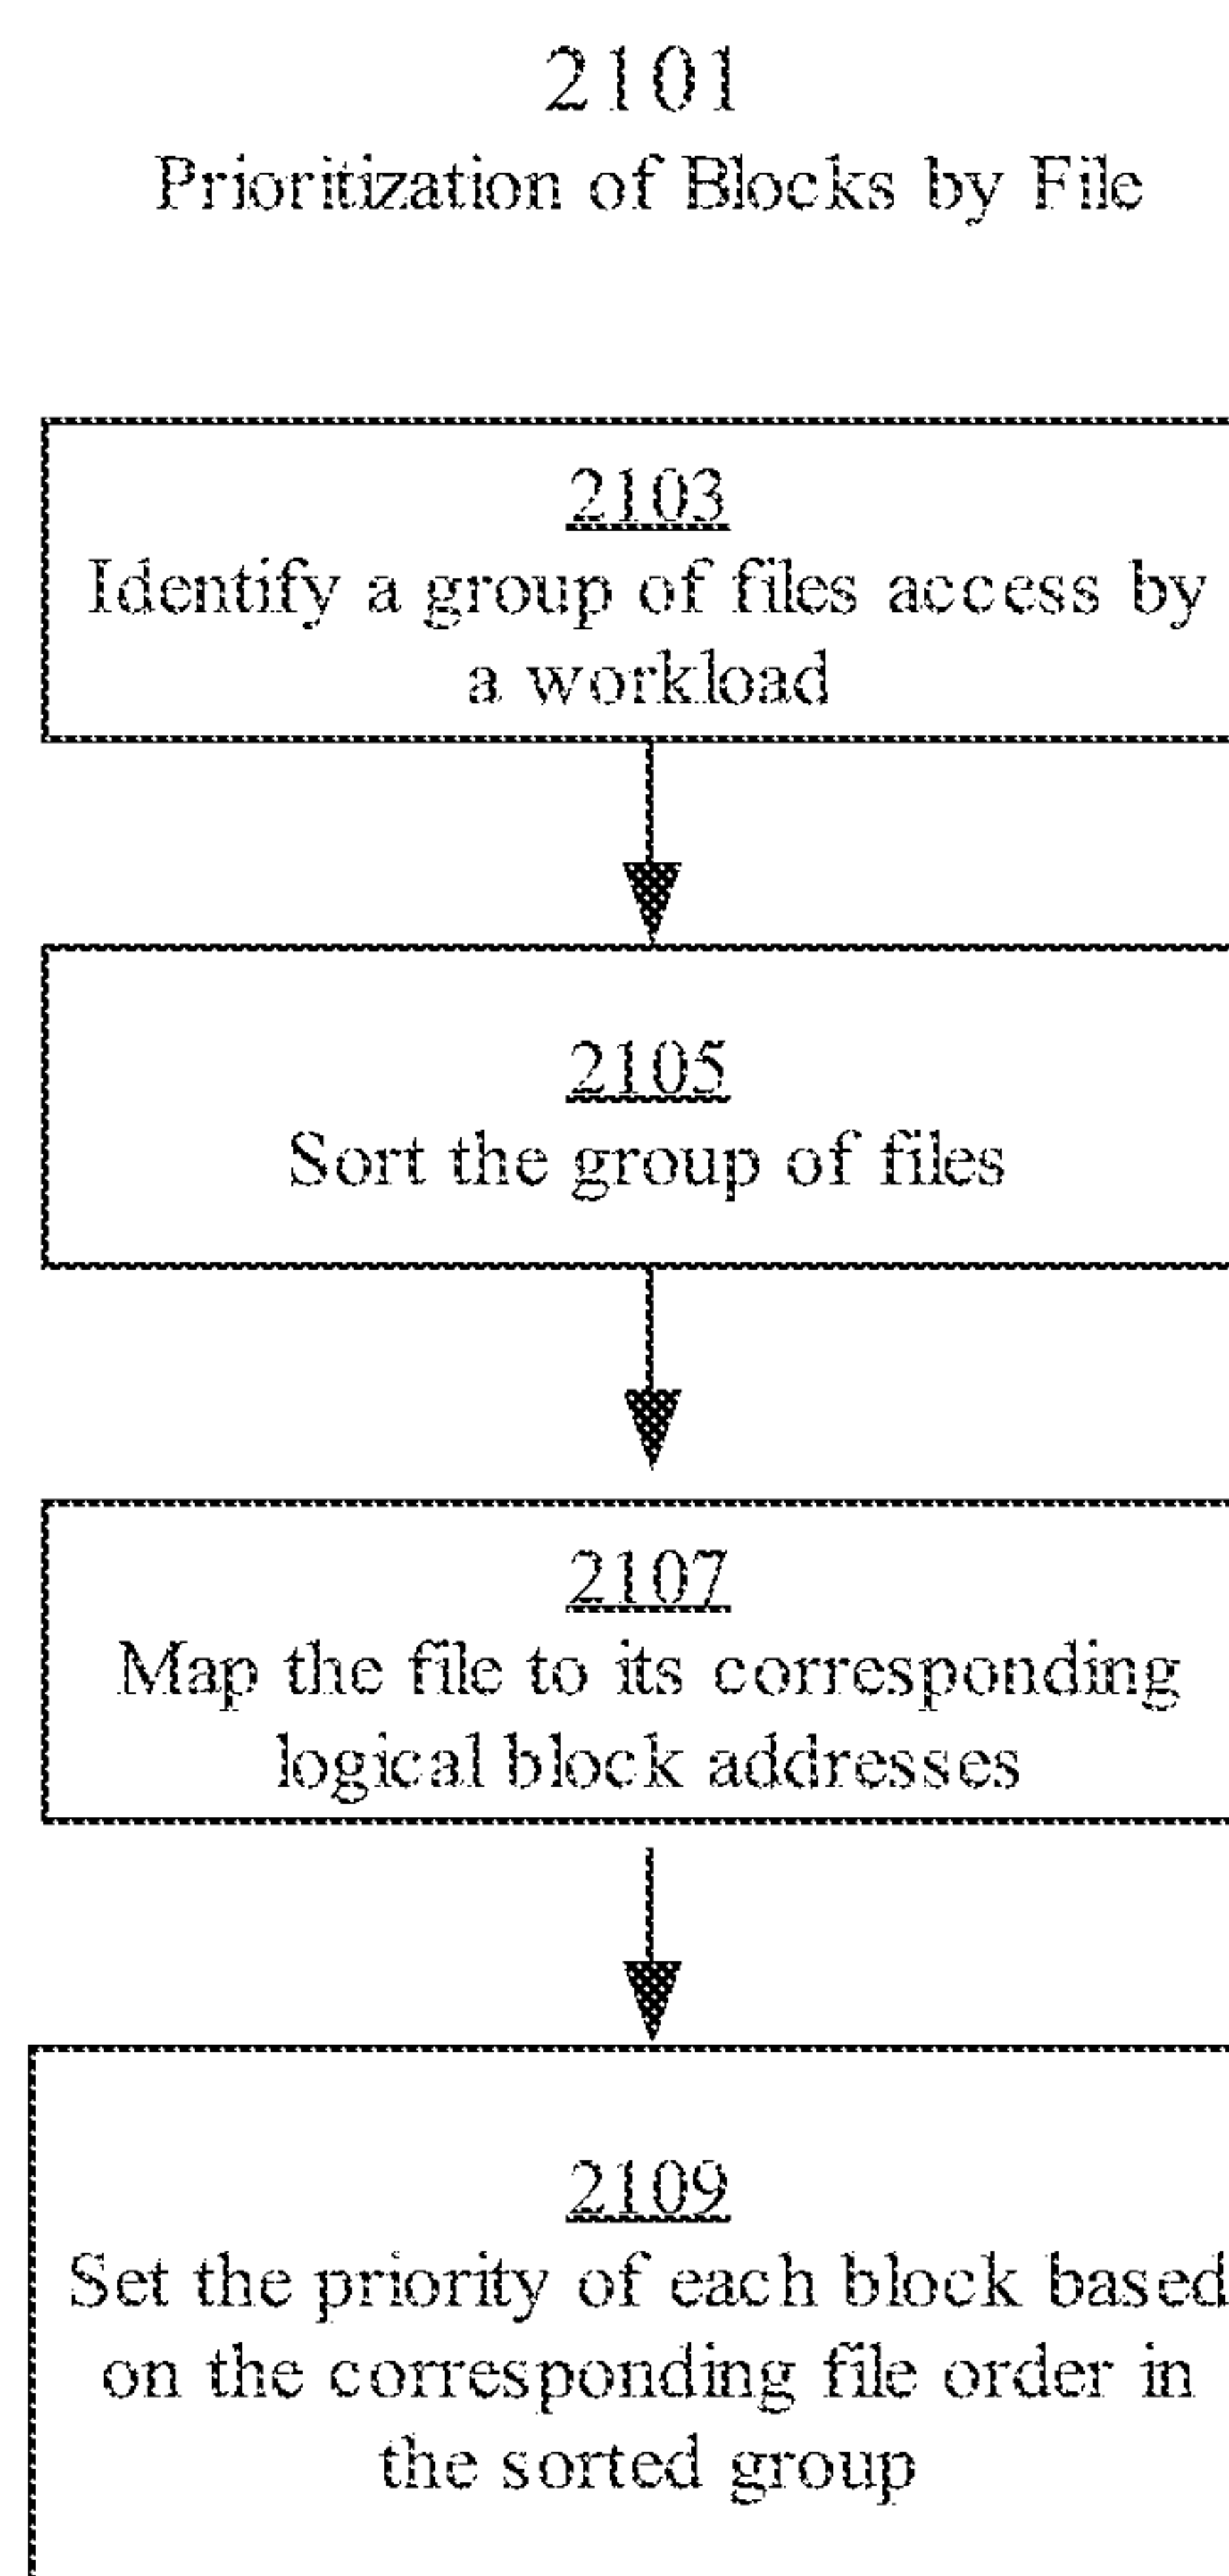 2101
Prioritization of Blocks by File
2103
Identify a group of files access by
a workload
2105
Sort the group of files
2107
Map the file to its corresponding
logical block addresses
2109
Set the priority of each block based
on the corresponding file order in
the sorted group